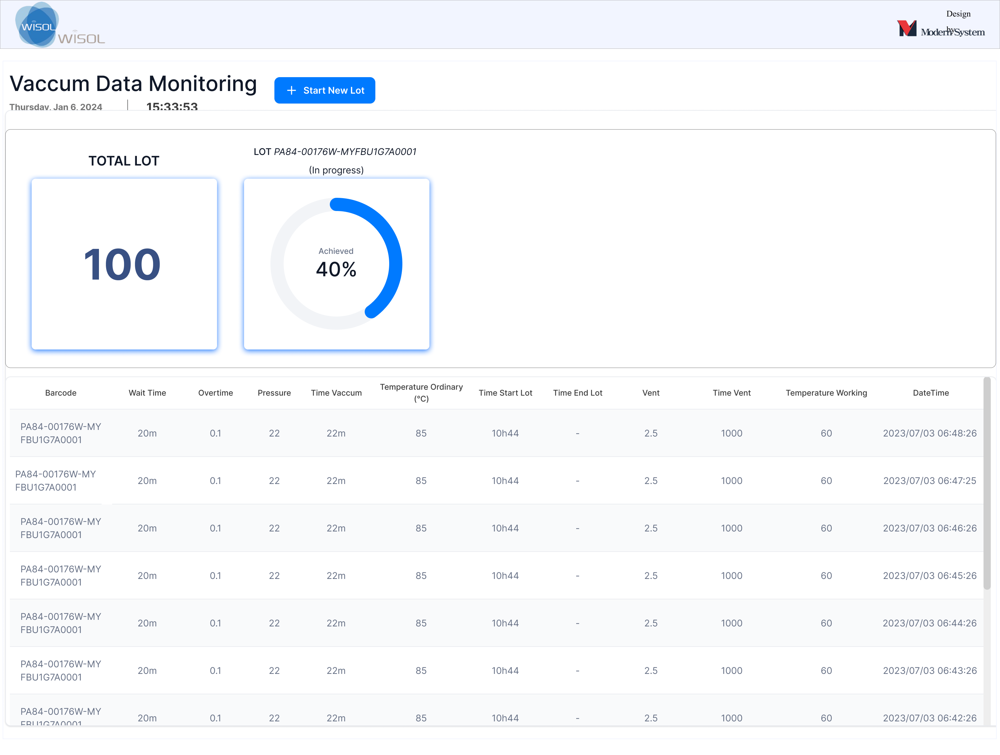 WiSOL
WiSOL
Design
by
Modern System
Vaccum Data Monitoring
Start New Lot
Thursday, Jan 6, 2024
15:33:53
TOTAL LOT
LOT PA84-00176W-MYFBU1G7A0001
(In progress)
100
Achieved
40%
Barcode Wait Time Overtime Pressure Time Vaccum Temperature Ordinary (°C) Time Start Lot Time End Lot Vent Time Vent Temperature Working DateTime
PA84-00176W-MY
FBU1G7A0001
20m 0.1 22 22m 85 10h44 - 2.5 1000 60 2023/07/03 06:48:26
PA84-00176W-MY
FBU1G7A0001
20m 0.1 22 22m 85 10h44 - 2.5 1000 60 2023/07/03 06:47:25
PA84-00176W-MY
FBU1G7A0001
20m 0.1 22 22m 85 10h44 - 2.5 1000 60 2023/07/03 06:46:26
PA84-00176W-MY
FBU1G7A0001
20m 0.1 22 22m 85 10h44 - 2.5 1000 60 2023/07/03 06:45:26
PA84-00176W-MY
FBU1G7A0001
20m 0.1 22 22m 85 10h44 - 2.5 1000 60 2023/07/03 06:44:26
PA84-00176W-MY
FBU1G7A0001
20m 0.1 22 22m 85 10h44 - 2.5 1000 60 2023/07/03 06:43:26
PA84-00176W-MY
FBU1G7A0001
20m 0.1 22 22m 85 10h44 - 2.5 1000 60 2023/07/03 06:42:26